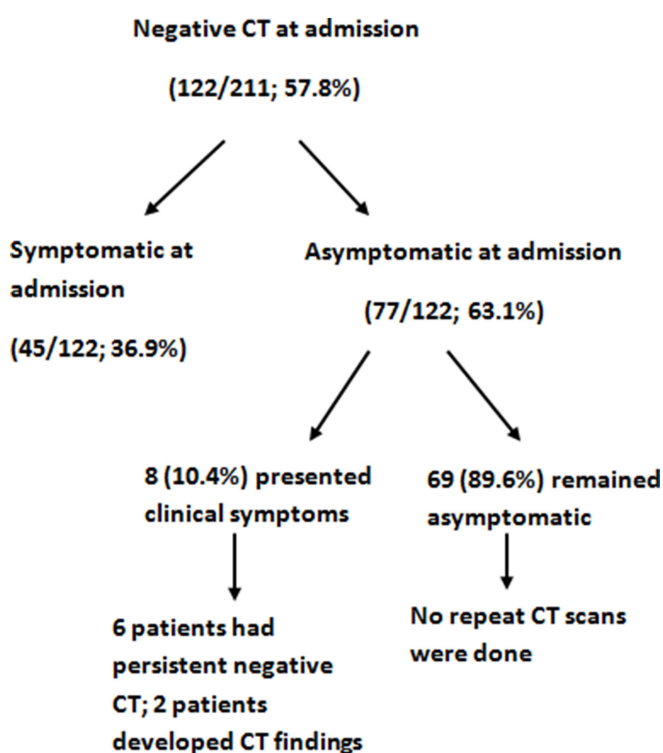 Negative CT at admission
(122/211; 57.8%)
Symptomatic at
admission
(45/122; 36.9%)
Asymptomatic at admission
(77/122; 63.1%)
8 (10.4%) presented
clinical symptoms
69 (89.6%) remained
asymptomatic
6 patients had
persistent negative
CT; 2 patients
developed CT findings
No repeat CT scans
were done